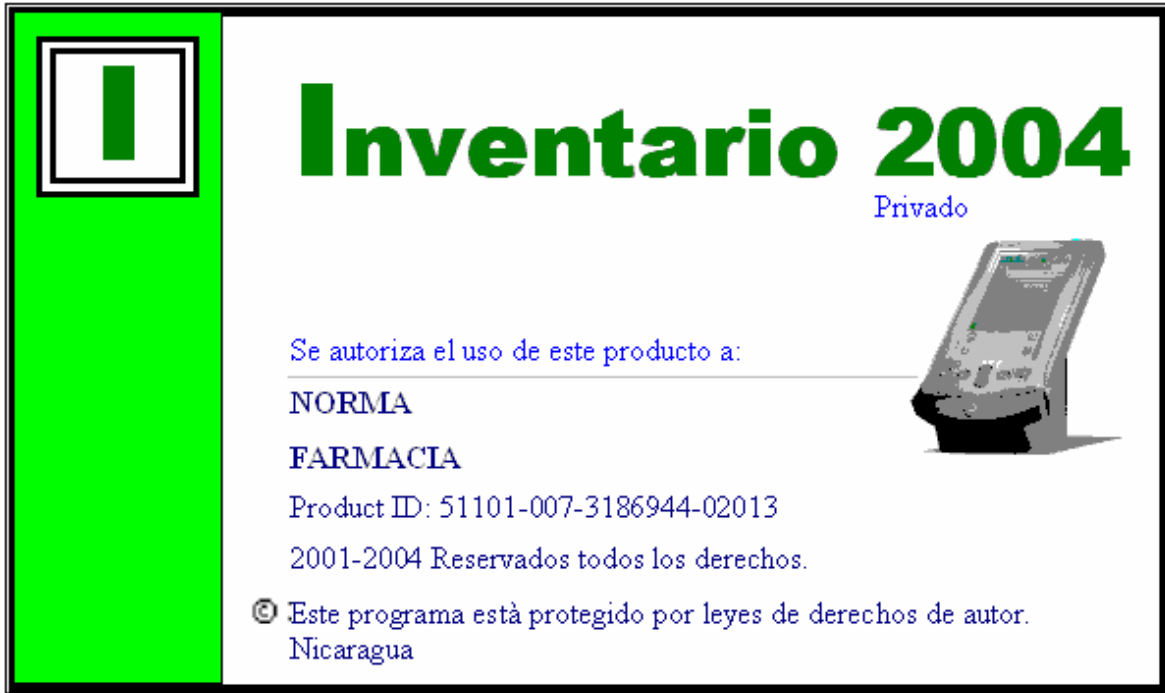 I
Inventario 2004
Privado
Se autoriza el uso de este producto a:
NORMA
FARMACIA
Product ID: 51101-007-3186944-02013
2001-2004 Reservados todos los derechos.
© Este programa està protegido por leyes de derechos de autor.
Nicaragua